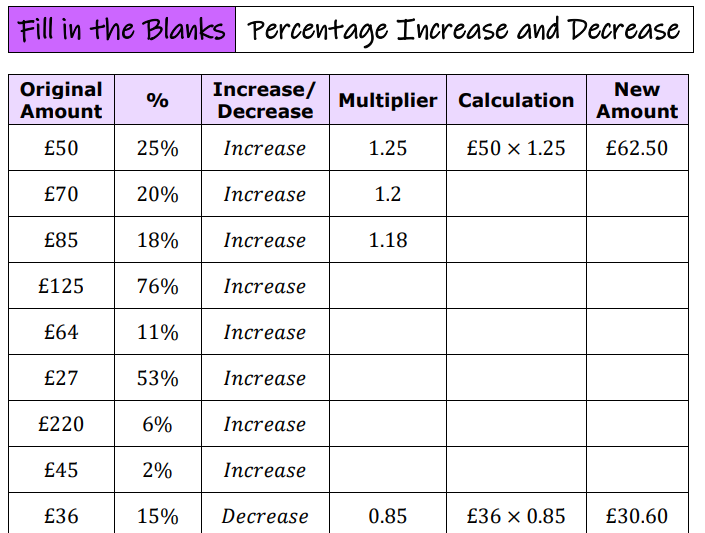 Fill in the Blanks Percentage Increase and Decrease
Original Amount % Increase/ Decrease Multiplier Calculation New Amount
£50 25% Increase 1.25 £50 × 1.25 £62.50
£70 20% Increase 1.2
£85 18% Increase 1.18
£125 76% Increase
£64 11% Increase
£27 53% Increase
£220 6% Increase
£45 2% Increase
£36 15% Decrease 0.85 £36 × 0.85 £30.60